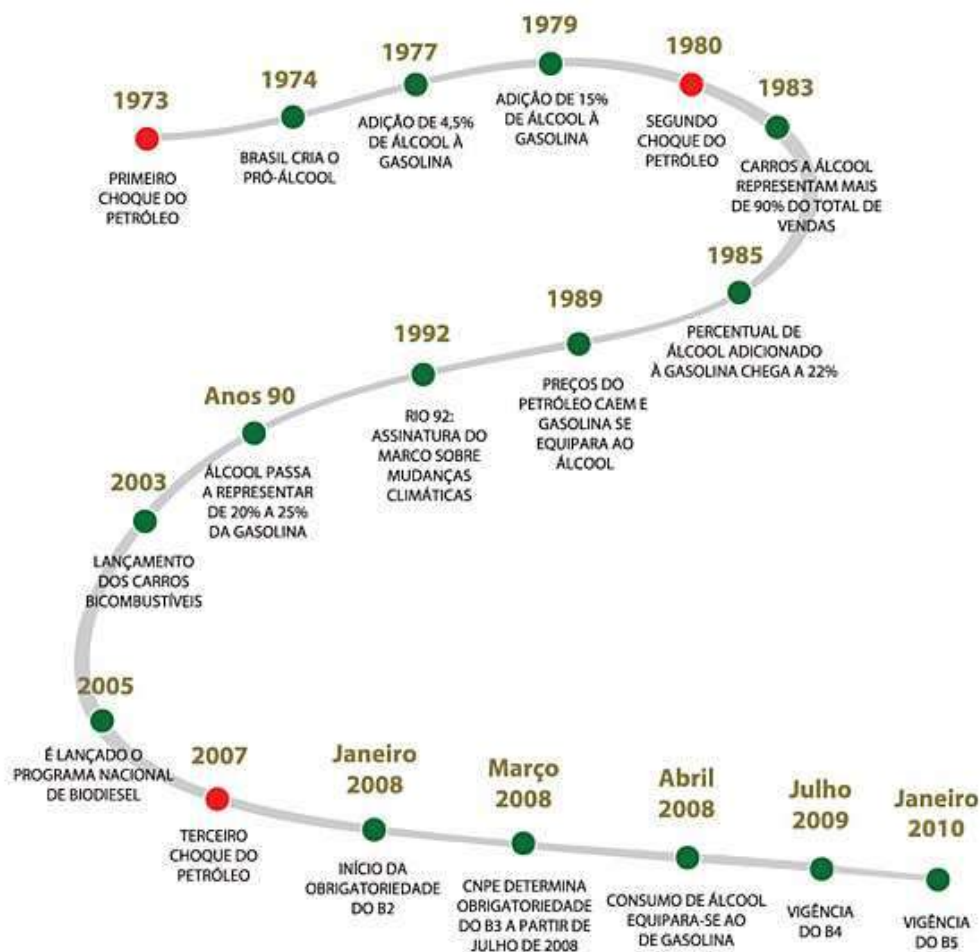 1973
PRIMEIRO
CHOQUE DO
PETRÓLEO
1974
BRASIL CRIA O
PRÓ-ÁLCOOL
1977
ADIÇÃO DE 4,5%
DE ÁLCOOL À
GASOLINA
1979
ADIÇÃO DE 15%
DE ÁLCOOL À
GASOLINA
1980
SEGUNDO
CHOQUE DO
PETRÓLEO
1983
CARROS A ÁLCOOL
REPRESENTAM MAIS
DE 90% DO TOTAL DE
VENDAS
1985
PERCENTUAL DE
ÁLCOOL ADICIONADO
À GASOLINA CHEGA A 22%
1989
PREÇOS DO
PETRÓLEO CAEM E
GASOLINA SE
EQUIPARA AO
ÁLCOOL
1992
RIO 92:
ASSINATURA DO
MARCO SOBRE
MUDANÇAS
CLIMÁTICAS
Anos 90
ÁLCOOL PASSA
A REPRESENTAR
DE 20% A 25%
DA GASOLINA
2003
LANÇAMENTO
DOS CARROS
BICOMBUSTÍVEIS
2005
É LANÇADO O
PROGRAMA NACIONAL
DE BIODIESEL
2007
TERCEIRO
CHOQUE DO
PETRÓLEO
Janeiro
2008
INÍCIO DA
OBRIGATORIEDADE
DO B2
Março
2008
CNPE DETERMINA
OBRIGATORIEDADE
DO B3 A PARTIR DE
JULHO DE 2008
Abril
2008
CONSUMO DE ÁLCOOL
EQUIPARA-SE AO
DE GASOLINA
Julho
2009
VIGÊNCIA
DO B4
Janeiro
2010
VIGÊNCIA
DO B5